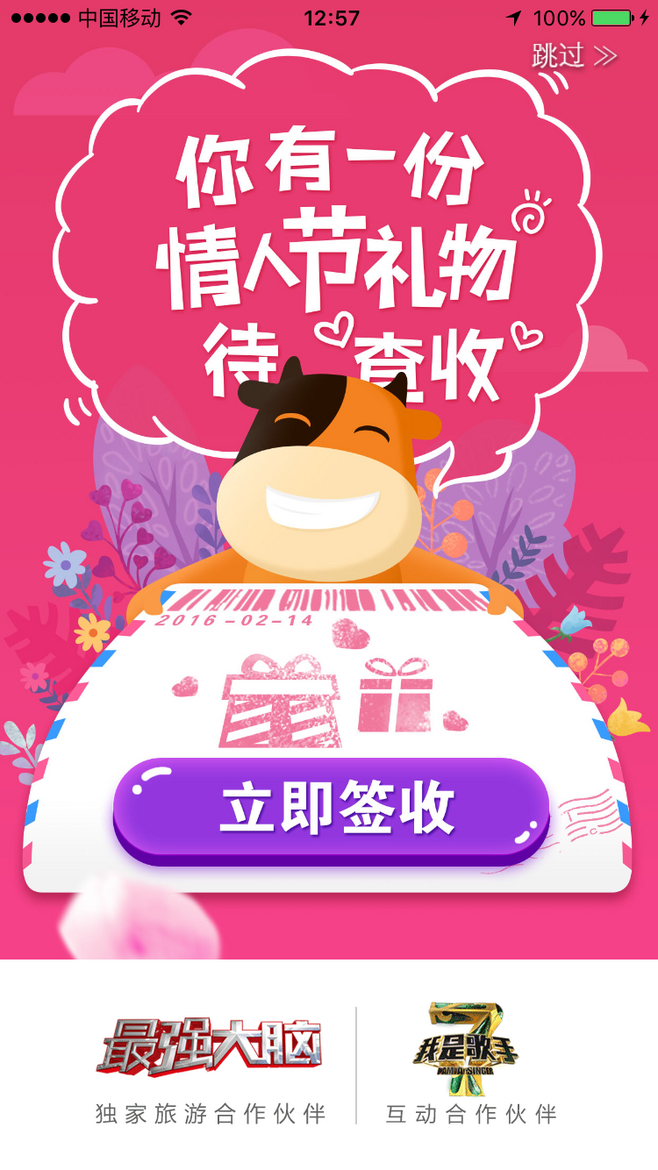 中国移动 12:57 100%
跳过
你有一份
情人节礼物
待查收
2016-02-14
立即签收
最强大脑
我是歌手
I AM A SINGER
独家旅游合作伙伴
互动合作伙伴